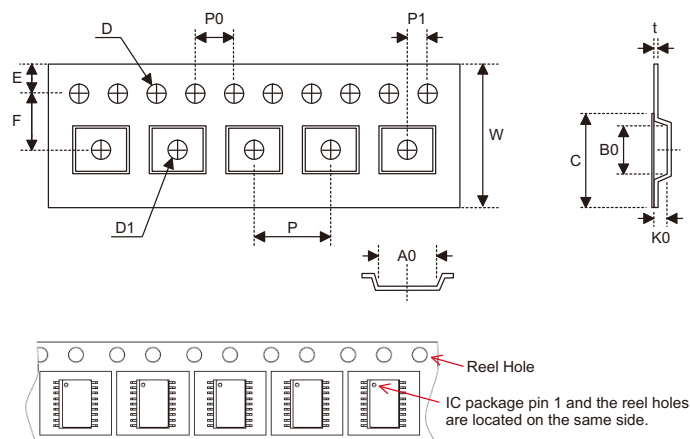 P0
P1
D
t
E
F
W
C
B0
D1
P
K0
A0
Reel Hole
IC package pin 1 and the reel holes
are located on the same side.